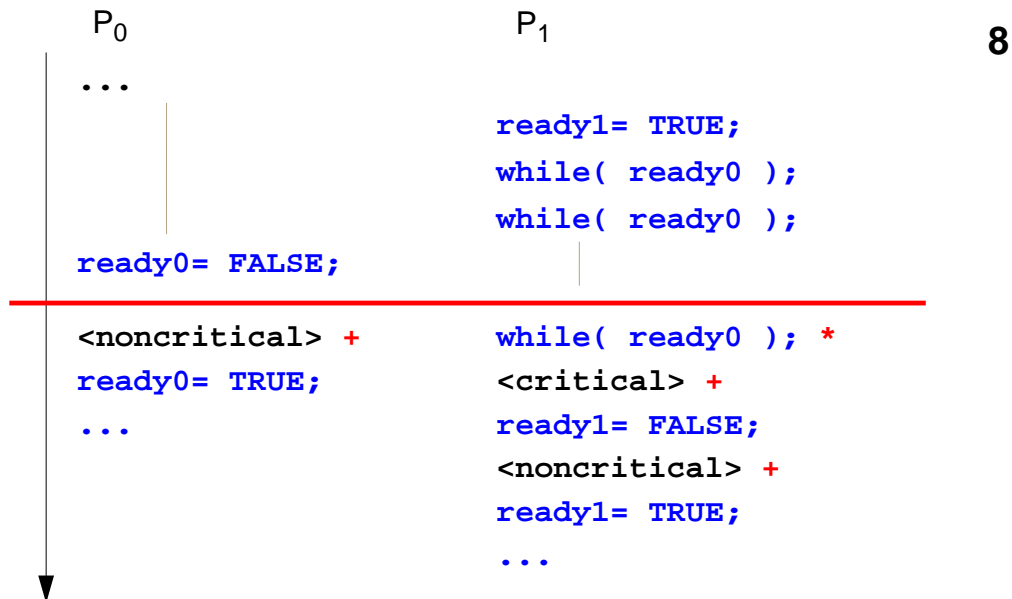 P0 P1
8
...
ready1= TRUE;
while( ready0 );
while( ready0 );
ready0= FALSE;
<noncritical> + while( ready0 ); *
ready0= TRUE; <critical> +
... ready1= FALSE;
<noncritical> +
ready1= TRUE;
...